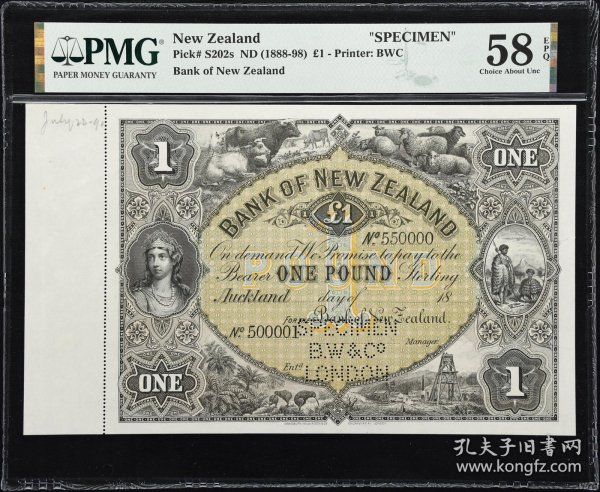 PMG
PAPER MONEY GUARANTY
New Zealand "SPECIMEN"
Pick# S202s ND (1888-98) £1 - Printer: BWC
Bank of New Zealand
58 EPQ
Choice About Unc
1
ONE
BANK OF NEW ZEALAND
£1
No. 550000
On demand We Promise to pay to the
Bearer ONE POUND Sterling
POUND
Auckland day of 18
For the Bank of New Zealand.
No. 500001
SPECIMEN
B.W&Co
LONDON
Manager.
Entd.
ONE
1
孔夫子旧书网
www.kongfz.com